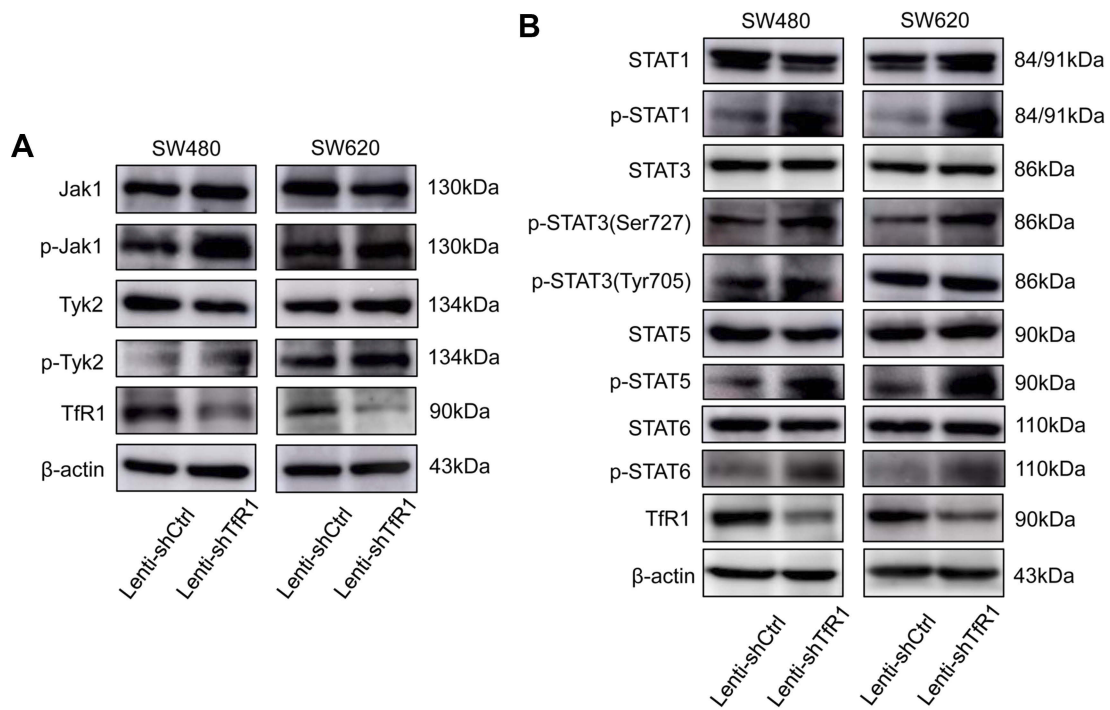 A
SW480 SW620
Jak1 130kDa
p-Jak1 130kDa
Tyk2 134kDa
p-Tyk2 134kDa
TfR1 90kDa
β-actin 43kDa
Lenti-shCtrl Lenti-shTfR1 Lenti-shCtrl Lenti-shTfR1
B
SW480 SW620
STAT1 84/91kDa
p-STAT1 84/91kDa
STAT3 86kDa
p-STAT3(Ser727) 86kDa
p-STAT3(Tyr705) 86kDa
STAT5 90kDa
p-STAT5 90kDa
STAT6 110kDa
p-STAT6 110kDa
TfR1 90kDa
β-actin 43kDa
Lenti-shCtrl Lenti-shTfR1 Lenti-shCtrl Lenti-shTfR1